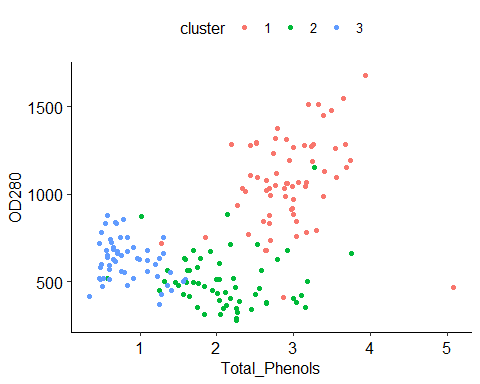 cluster 1 2 3
1500
1000
500
OD280
1 2 3 4 5
Total_Phenols